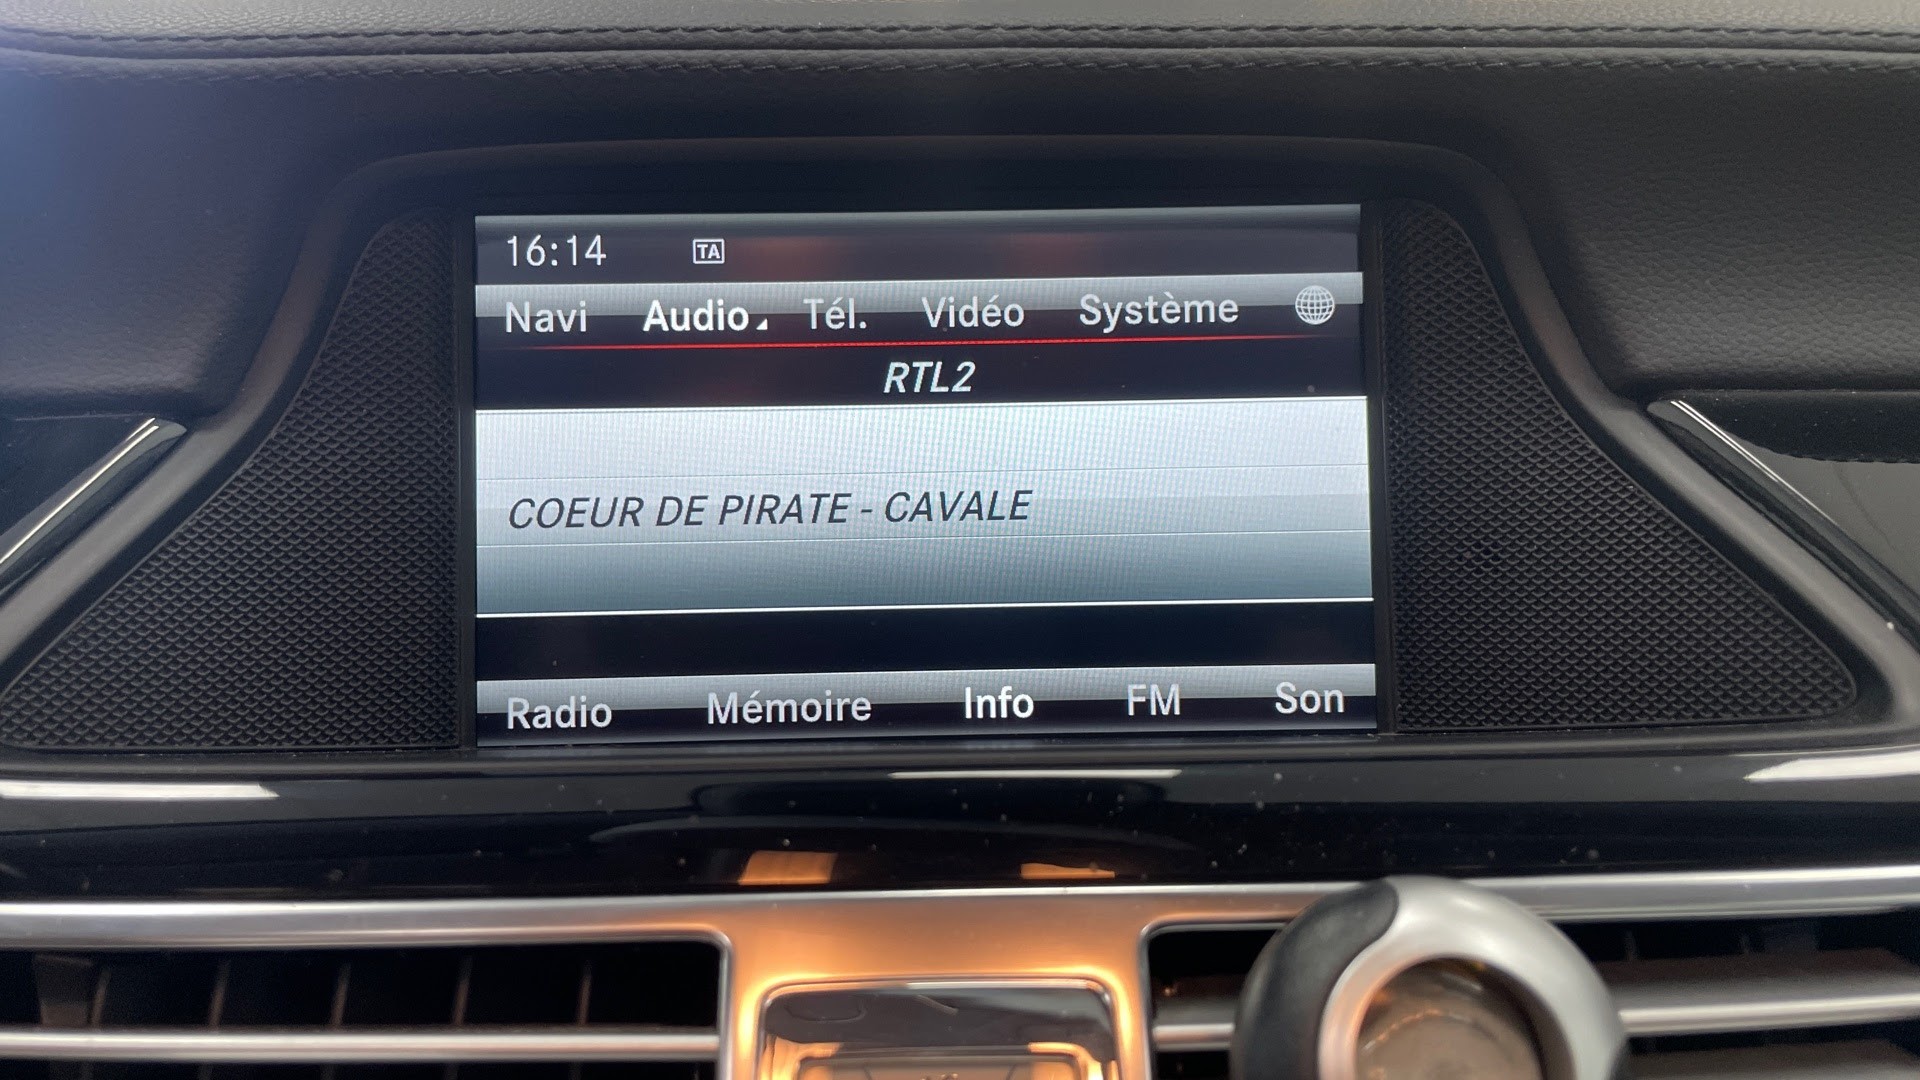 16:14 TA
Navi Audio Tél. Vidéo Système
RTL2
COEUR DE PIRATE - CAVALE
Radio Mémoire Info FM Son